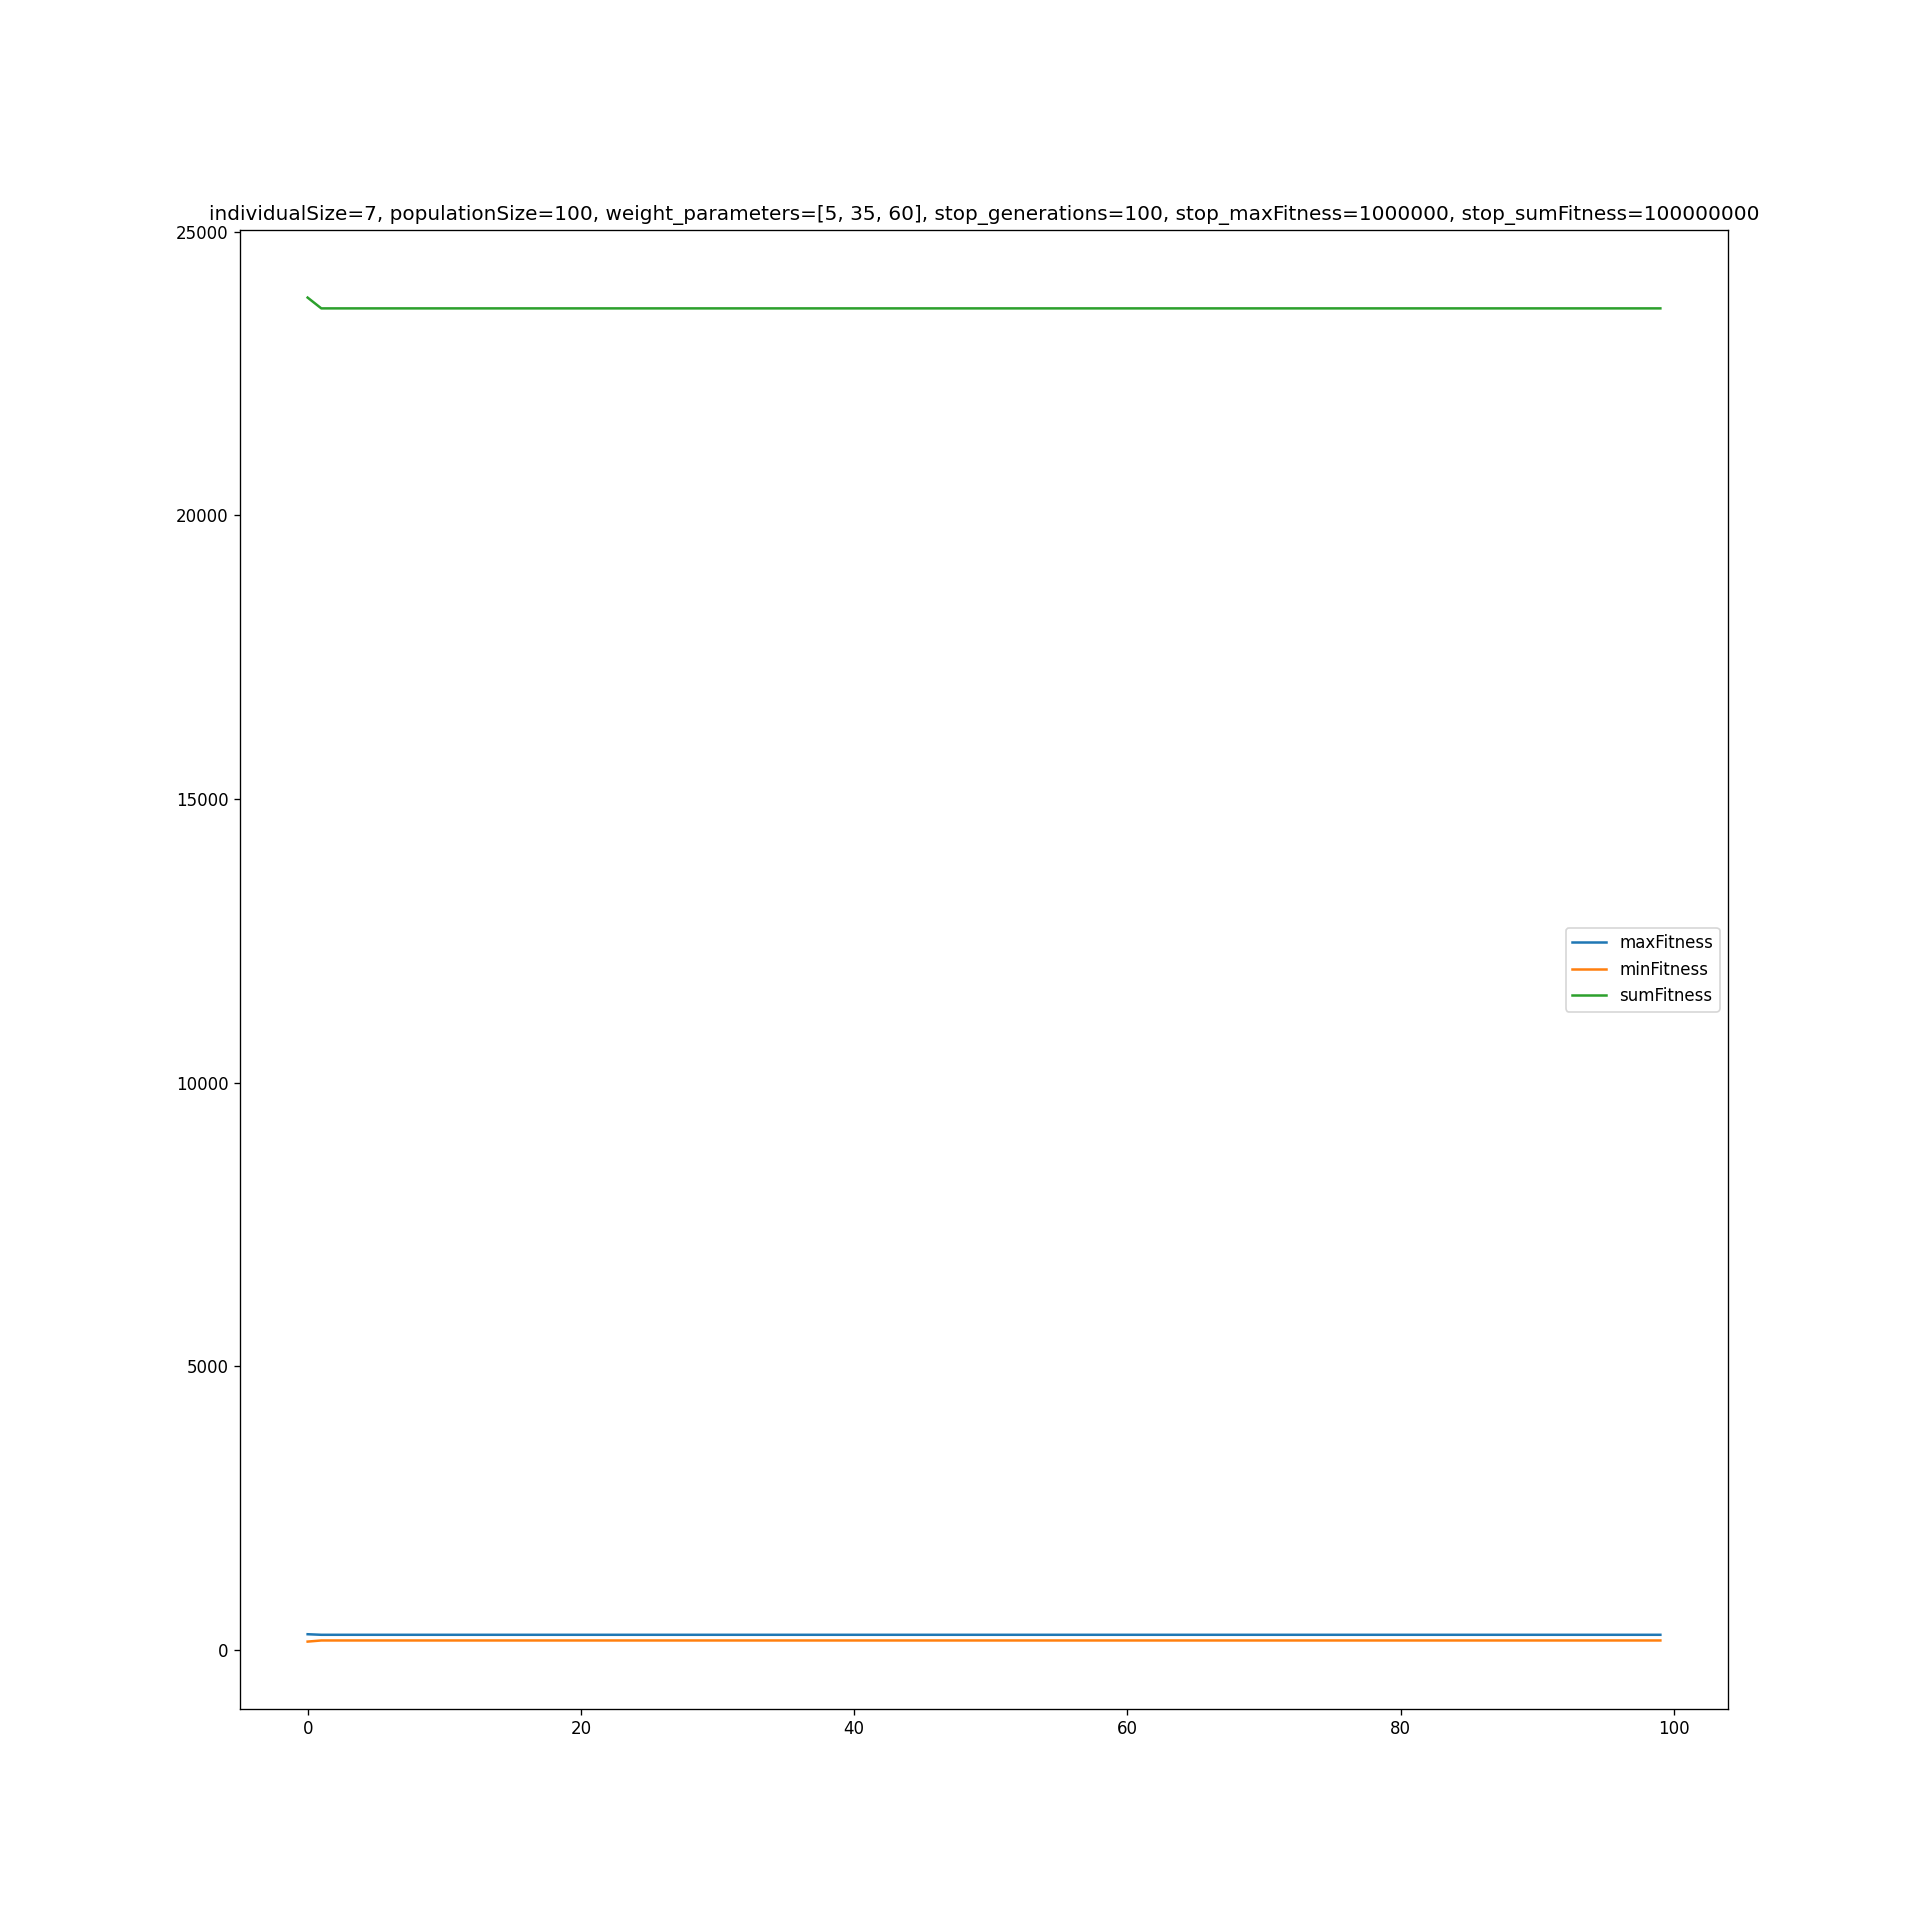 individualSize=7, populationSize=100, weight_parameters=[5, 35, 60], stop_generations=100, stop_maxFitness=1000000, stop_sumFitness=100000000
25000
20000
15000
10000
5000
0
maxFitness
minFitness
sumFitness
0 20 40 60 80 100